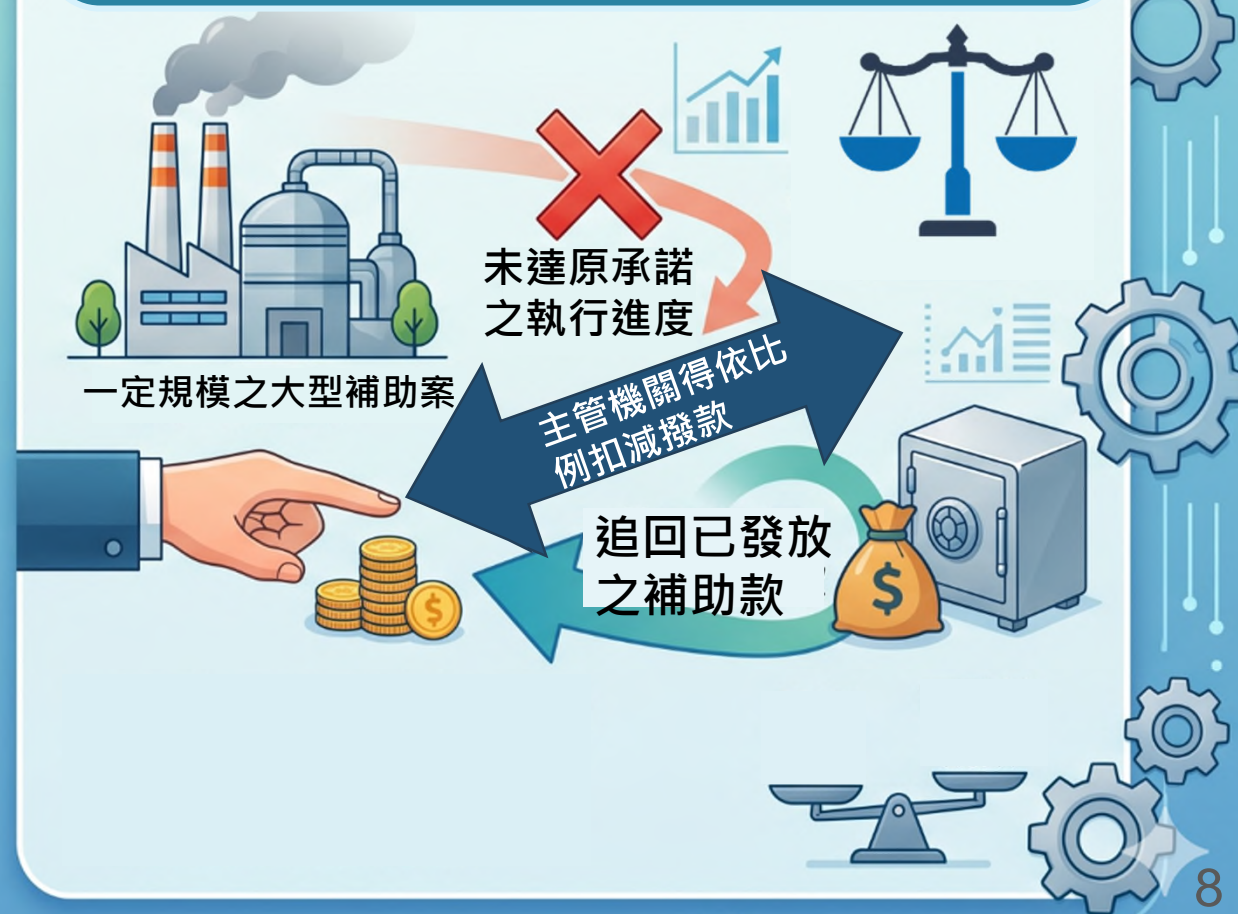 未達原承諾
之執行進度
一定規模之大型補助案
主管機關得依比
例扣減撥款
追回已發放
之補助款
$
$
8